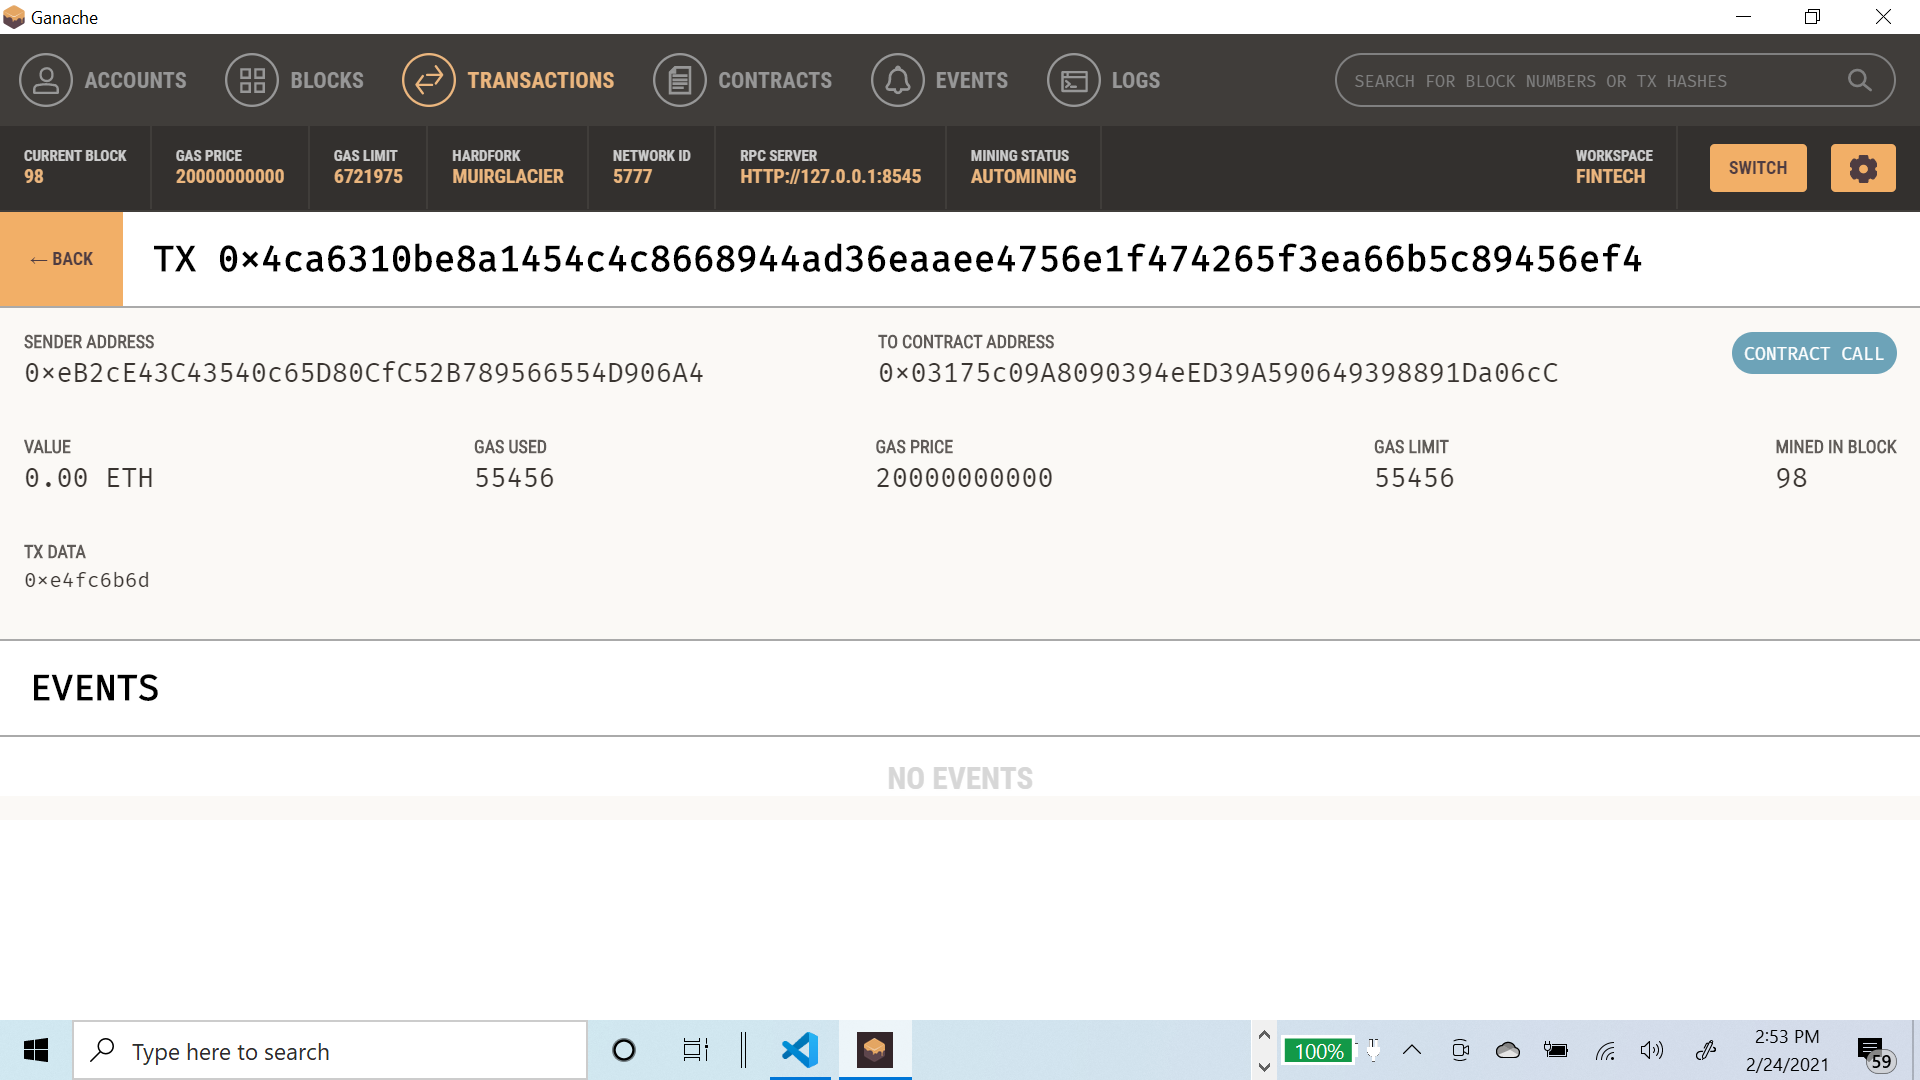 Ganache
ACCOUNTS BLOCKS TRANSACTIONS CONTRACTS EVENTS LOGS SEARCH FOR BLOCK NUMBERS OR TX HASHES
CURRENT BLOCK GAS PRICE GAS LIMIT HARDFORK NETWORK ID RPC SERVER MINING STATUS WORKSPACE
98 20000000000 6721975 MUIRGLACIER 5777 HTTP://127.0.0.1:8545 AUTOMINING FINTECH SWITCH
← BACK TX 0×4ca6310be8a1454c4c8668944ad36eaaee4756e1f474265f3ea66b5c89456ef4
SENDER ADDRESS TO CONTRACT ADDRESS
0×eB2cE43C43540c65D80CfC52B789566554D906A4 0×03175c09A8090394eED39A590649398891Da06cC CONTRACT CALL
VALUE GAS USED GAS PRICE GAS LIMIT MINED IN BLOCK
0.00 ETH 55456 20000000000 55456 98
TX DATA
0×e4fc6b6d
EVENTS
NO EVENTS
Type here to search 100% 2:53 PM
2/24/2021 59